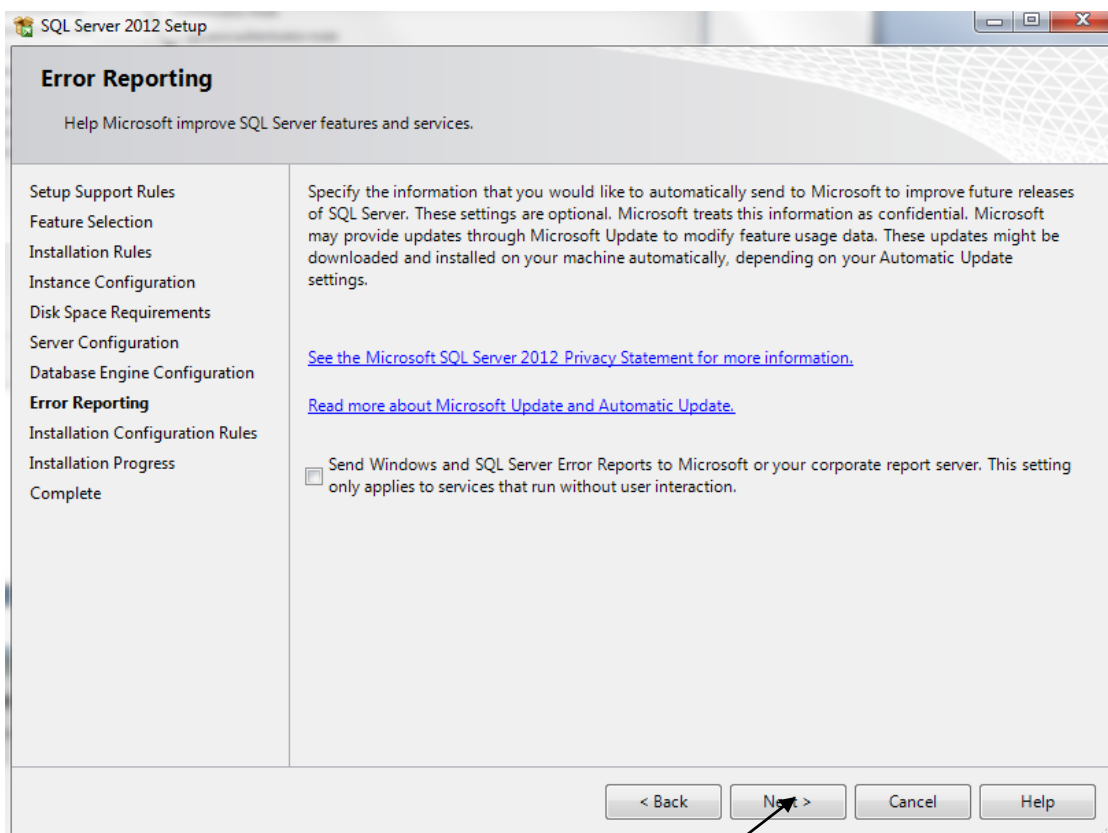 SQL Server 2012 Setup
Error Reporting
Help Microsoft improve SQL Server features and services.
Setup Support Rules
Feature Selection
Installation Rules
Instance Configuration
Disk Space Requirements
Server Configuration
Database Engine Configuration
Error Reporting
Installation Configuration Rules
Installation Progress
Complete
Specify the information that you would like to automatically send to Microsoft to improve future releases
of SQL Server. These settings are optional. Microsoft treats this information as confidential. Microsoft
may provide updates through Microsoft Update to modify feature usage data. These updates might be
downloaded and installed on your machine automatically, depending on your Automatic Update
settings.
See the Microsoft SQL Server 2012 Privacy Statement for more information.
Read more about Microsoft Update and Automatic Update.
Send Windows and SQL Server Error Reports to Microsoft or your corporate report server. This setting
only applies to services that run without user interaction.
< Back
Next >
Cancel
Help